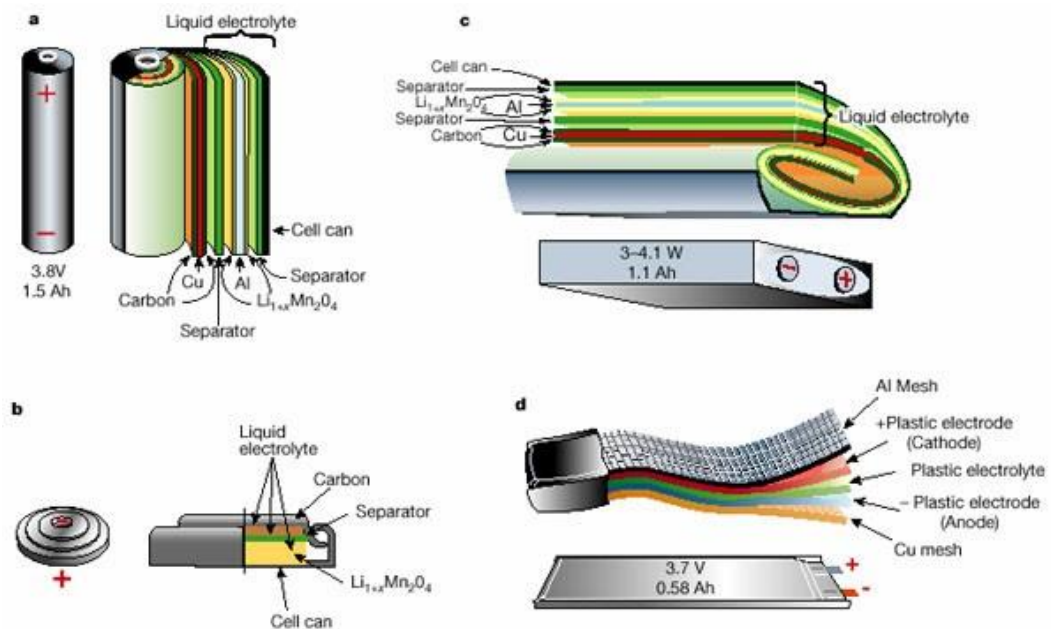 a
Liquid electrolyte
+
−
3.8V
1.5 Ah
Cell can
Separator
Carbon
Cu
Al
Li1+xMn2O4
Separator
c
Cell can
Separator
Li1+xMn2O4
Al
Separator
Carbon
Cu
Liquid electrolyte
3–4.1 W
1.1 Ah
−
+
b
Liquid
electrolyte
Carbon
Separator
Li1+xMn2O4
Cell can
−
+
d
Al Mesh
+Plastic electrode
(Cathode)
Plastic electrolyte
− Plastic electrode
(Anode)
Cu mesh
3.7 V
0.58 Ah
+
-